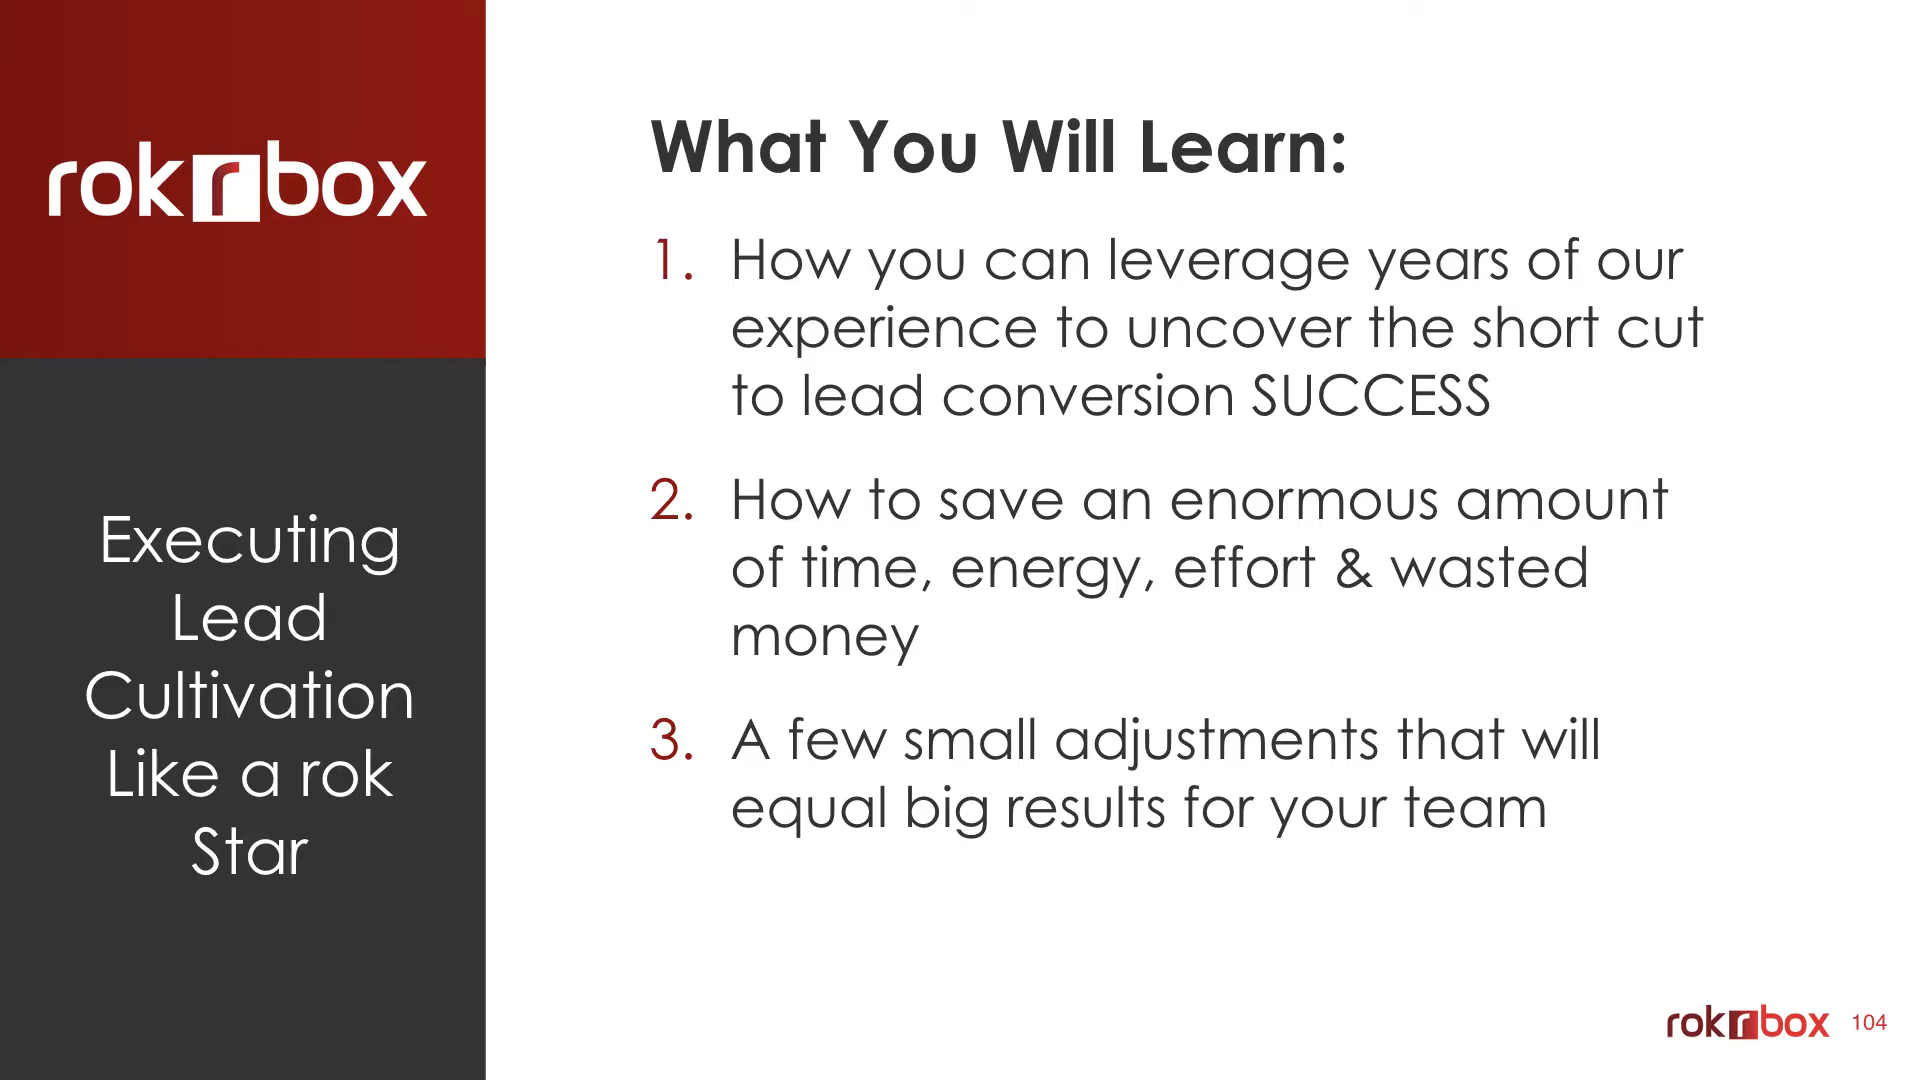 rokrbox
Executing
Lead
Cultivation
Like a rok
Star
What You Will Learn:
1. How you can leverage years of our
experience to uncover the short cut
to lead conversion SUCCESS
2. How to save an enormous amount
of time, energy, effort & wasted
money
3. A few small adjustments that will
equal big results for your team
rokrbox 104